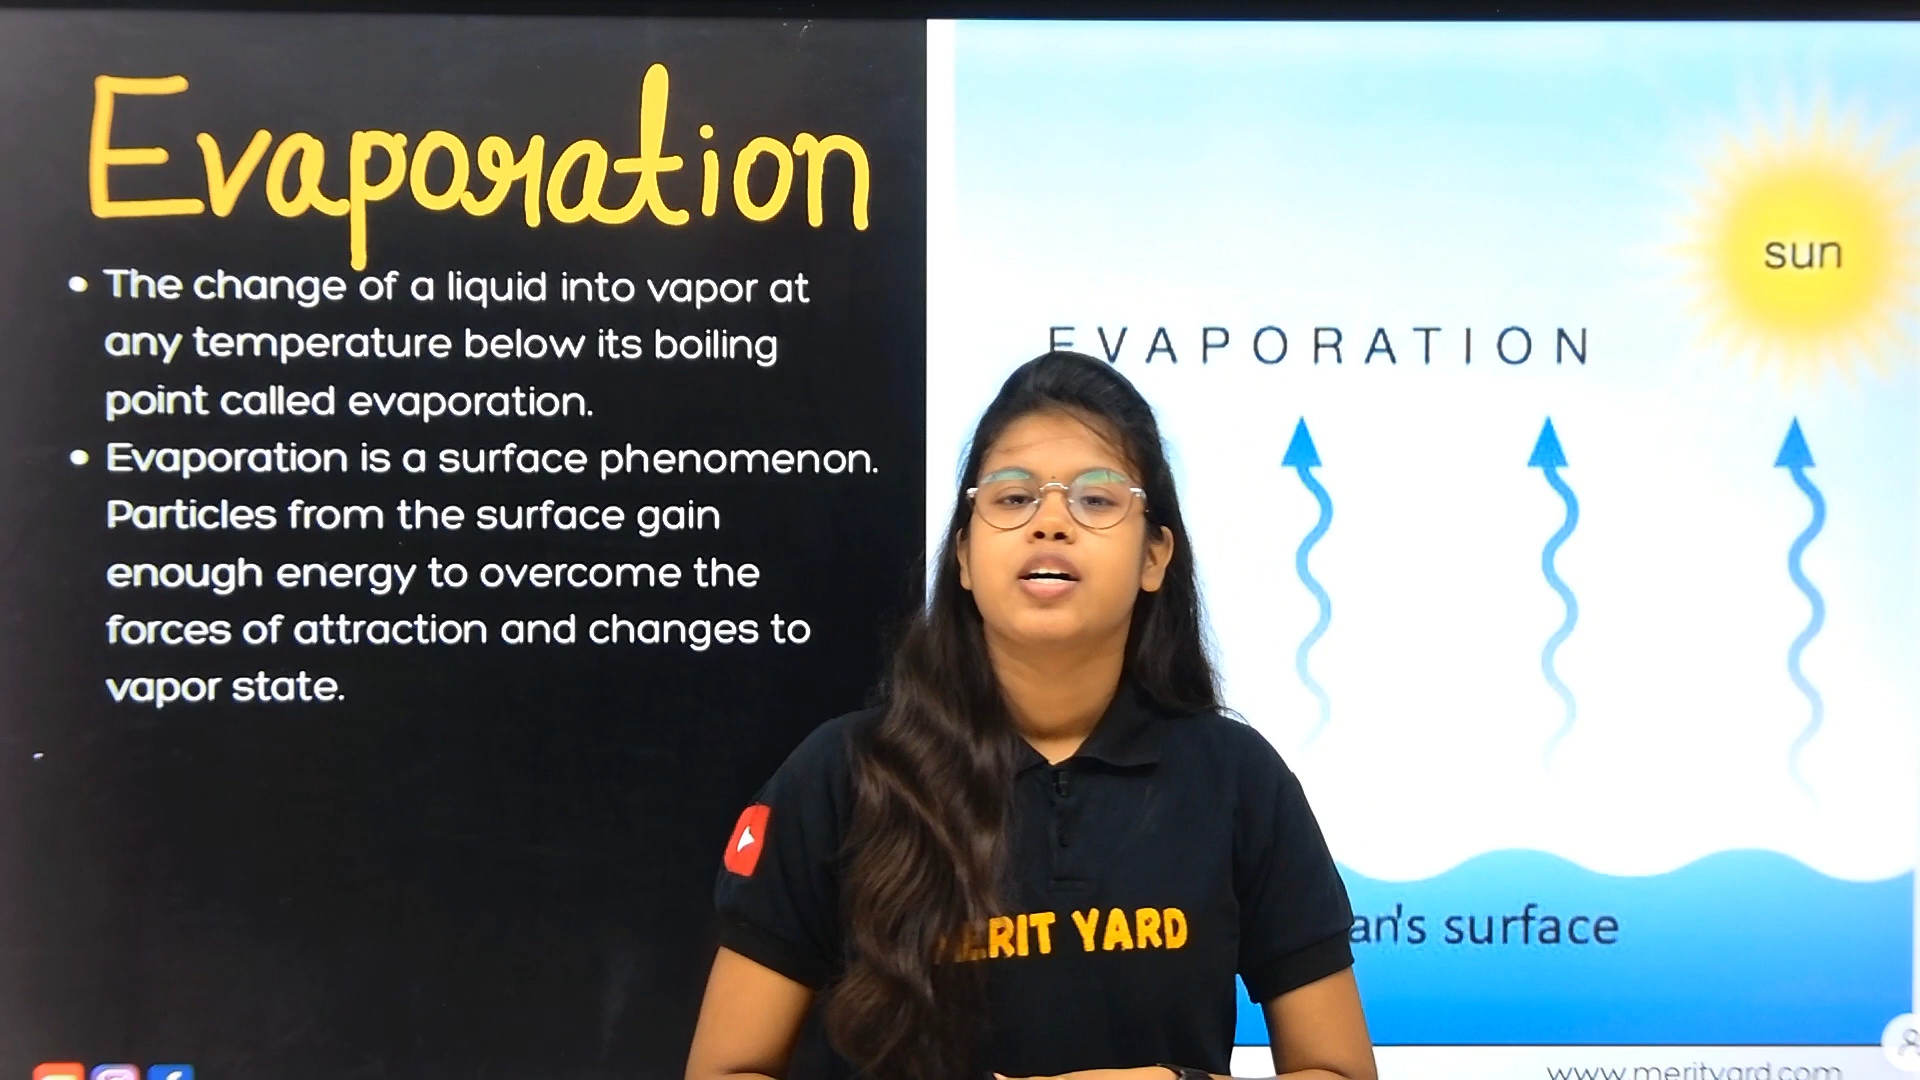 Evaporation
• The change of a liquid into vapor at
any temperature below its boiling
point called evaporation.
• Evaporation is a surface phenomenon.
Particles from the surface gain
enough energy to overcome the
forces of attraction and changes to
vapor state.
sun
EVAPORATION
RIT YARD
an's surface
www.merityard.com